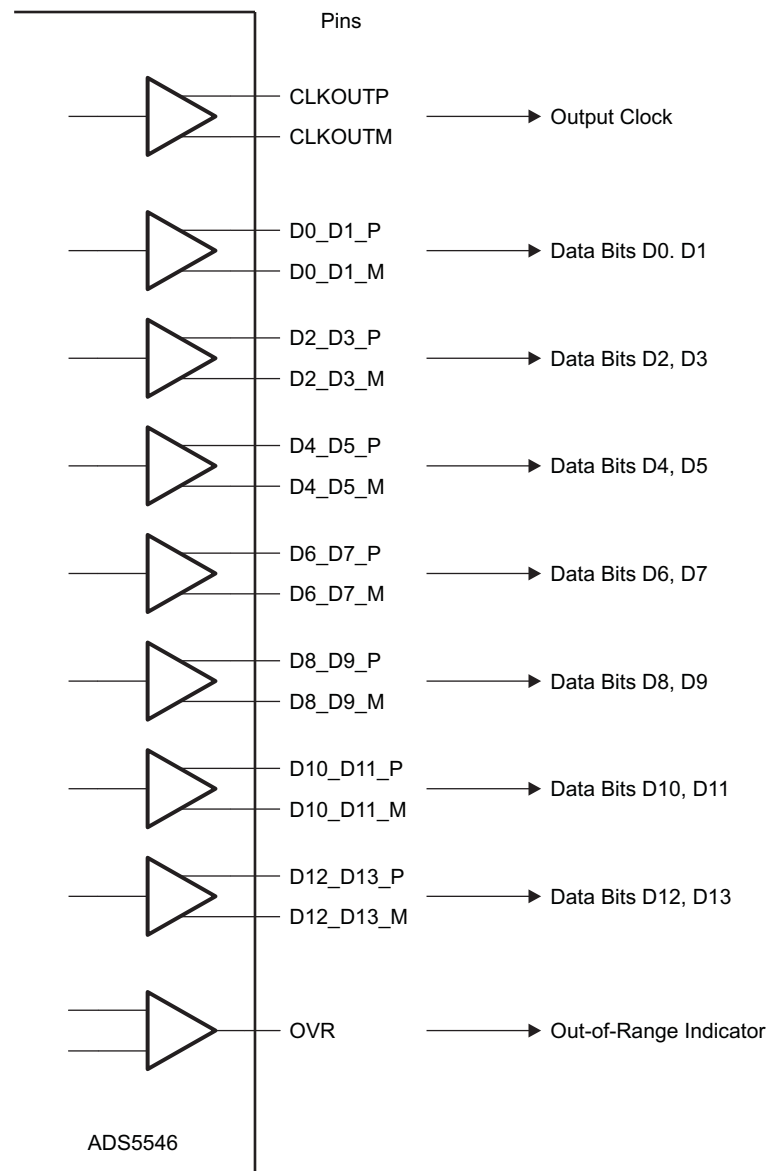 Pins
CLKOUTP
CLKOUTM
Output Clock
D0_D1_P
D0_D1_M
Data Bits D0. D1
D2_D3_P
D2_D3_M
Data Bits D2, D3
D4_D5_P
D4_D5_M
Data Bits D4, D5
D6_D7_P
D6_D7_M
Data Bits D6, D7
D8_D9_P
D8_D9_M
Data Bits D8, D9
D10_D11_P
D10_D11_M
Data Bits D10, D11
D12_D13_P
D12_D13_M
Data Bits D12, D13
OVR
Out-of-Range Indicator
ADS5546